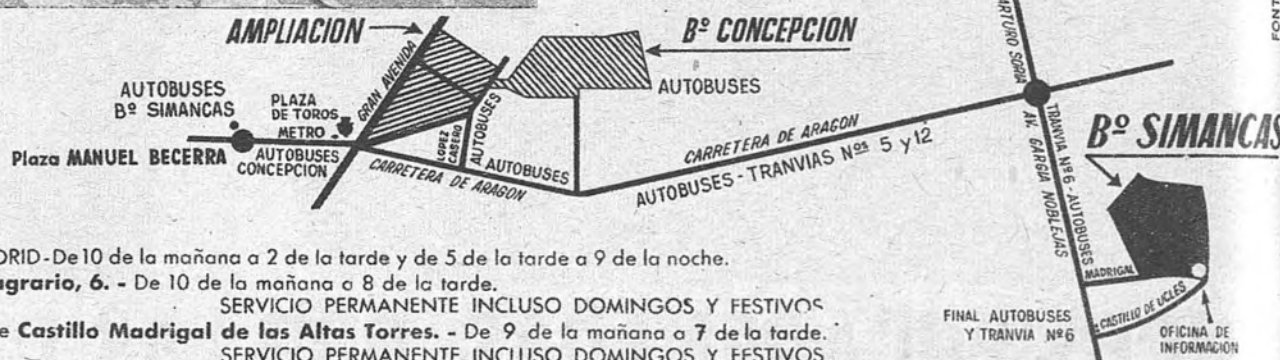 AMPLIACION
Bº CONCEPCION
AUTOBUSES
Bº SIMANCAS
PLAZA
DE TOROS
METRO
GRAN AVENIDA
AUTOBUSES
Plaza MANUEL BECERRA
AUTOBUSES
CONCEPCION
LOPEZ
CASERO
AUTOBUSES
AUTOBUSES
CARRETERA DE ARAGON
CARRETERA DE ARAGON
AUTOBUSES - TRANVIAS Nos 5 y 12
ARTURO SORIA
AV. GARCIA NOBLEJAS
TRANVIA Nº 6 - AUTOBUSES
Bº SIMANCAS
MADRIGAL
CASTILLO DE UCLES
FINAL AUTOBUSES
Y TRANVIA Nº 6
OFICINA DE
INFORMACION
DRID - De 10 de la mañana a 2 de la tarde y de 5 de la tarde a 9 de la noche.
agrario, 6. - De 10 de la mañana a 8 de la tarde.
SERVICIO PERMANENTE INCLUSO DOMINGOS Y FESTIVOS
e Castillo Madrigal de las Altas Torres. - De 9 de la mañana a 7 de la tarde.
SERVICIO PERMANENTE INCLUSO DOMINGOS Y FESTIVOS